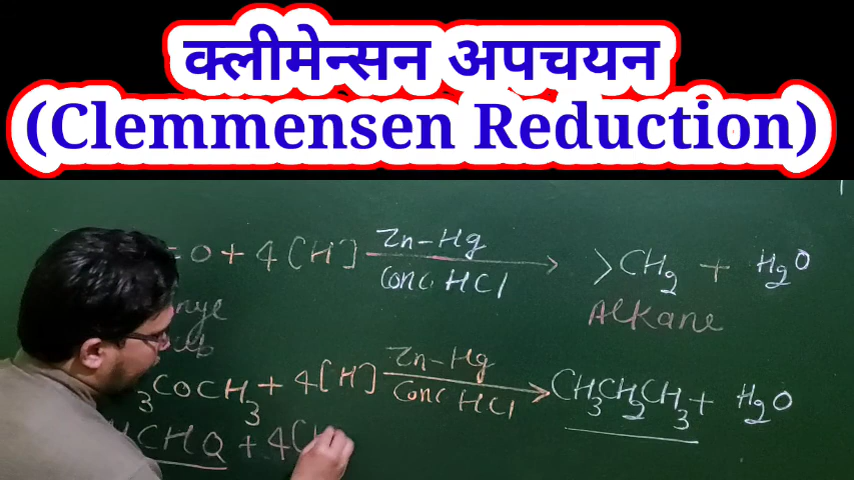 क्लीमेन्सन अपचयन
(Clemmensen Reduction)
=O + 4[H] Zn-Hg Conc. HCl >CH2 + H2O
Alkane
3COCH3 + 4[H] Zn-Hg Conc HCl CH3CH2CH3 + H2O
CHO + 4[H